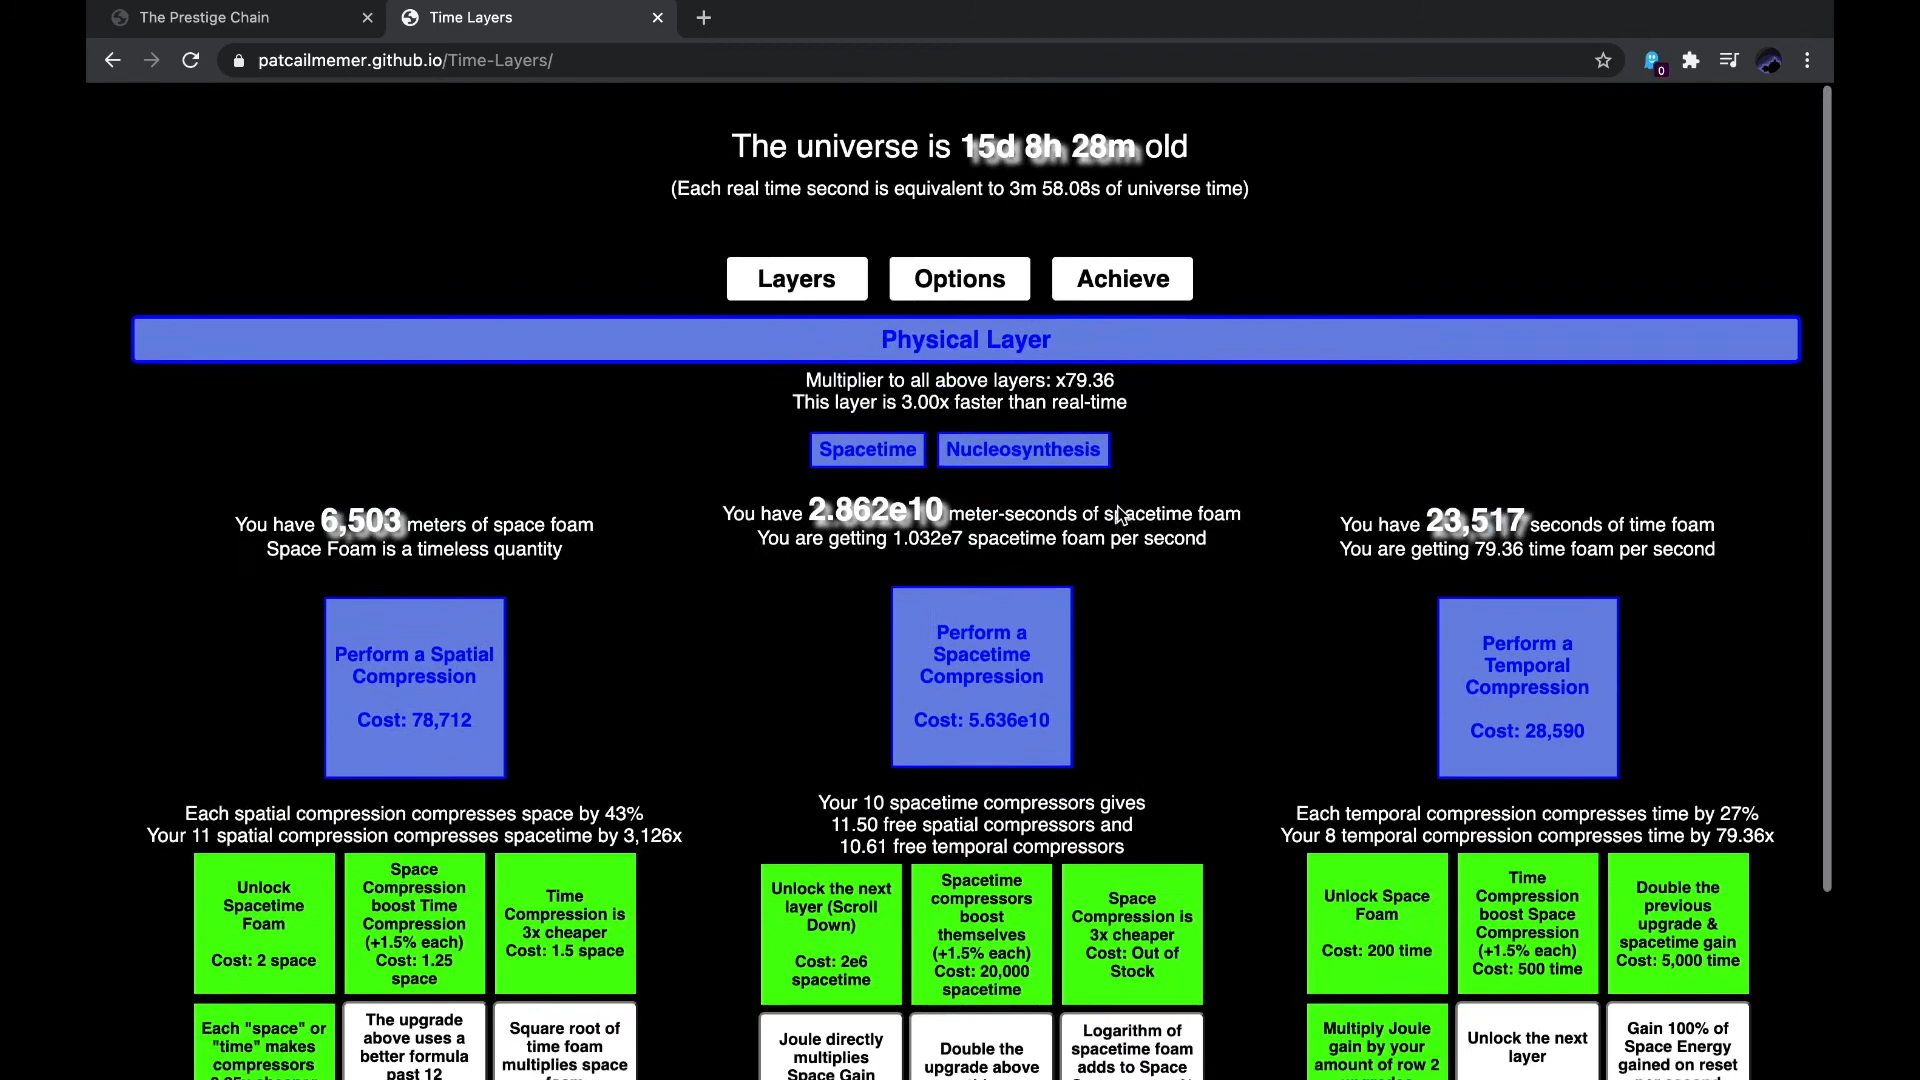 The Prestige Chain
Time Layers
patcailmemer.github.io/Time-Layers/
0
The universe is 15d 8h 28m old
(Each real time second is equivalent to 3m 58.08s of universe time)
Layers
Options
Achieve
Physical Layer
Multiplier to all above layers: x79.36
This layer is 3.00x faster than real-time
Spacetime
Nucleosynthesis
You have 6,503 meters of space foam
Space Foam is a timeless quantity
Perform a Spatial
Compression
Cost: 78,712
Each spatial compression compresses space by 43%
Your 11 spatial compression compresses spacetime by 3,126x
Unlock
Spacetime
Foam
Cost: 2 space
Space
Compression
boost Time
Compression
(+1.5% each)
Cost: 1.25
space
Time
Compression is
3x cheaper
Cost: 1.5 space
Each "space" or
"time" makes
compressors
The upgrade
above uses a
better formula
past 12
Square root of
time foam
multiplies space
You have 2.862e10 meter-seconds of spacetime foam
You are getting 1.032e7 spacetime foam per second
Perform a
Spacetime
Compression
Cost: 5.636e10
Your 10 spacetime compressors gives
11.50 free spatial compressors and
10.61 free temporal compressors
Unlock the next
layer (Scroll
Down)
Cost: 2e6
spacetime
Spacetime
compressors
boost
themselves
(+1.5% each)
Cost: 20,000
spacetime
Space
Compression is
3x cheaper
Cost: Out of
Stock
Joule directly
multiplies
Space Gain
Double the
upgrade above
Logarithm of
spacetime foam
adds to Space
You have 23,517 seconds of time foam
You are getting 79.36 time foam per second
Perform a
Temporal
Compression
Cost: 28,590
Each temporal compression compresses time by 27%
Your 8 temporal compression compresses time by 79.36x
Unlock Space
Foam
Cost: 200 time
Time
Compression
boost Space
Compression
(+1.5% each)
Cost: 500 time
Double the
previous
upgrade &
spacetime gain
Cost: 5,000 time
Multiply Joule
gain by your
amount of row 2
Unlock the next
layer
Gain 100% of
Space Energy
gained on reset